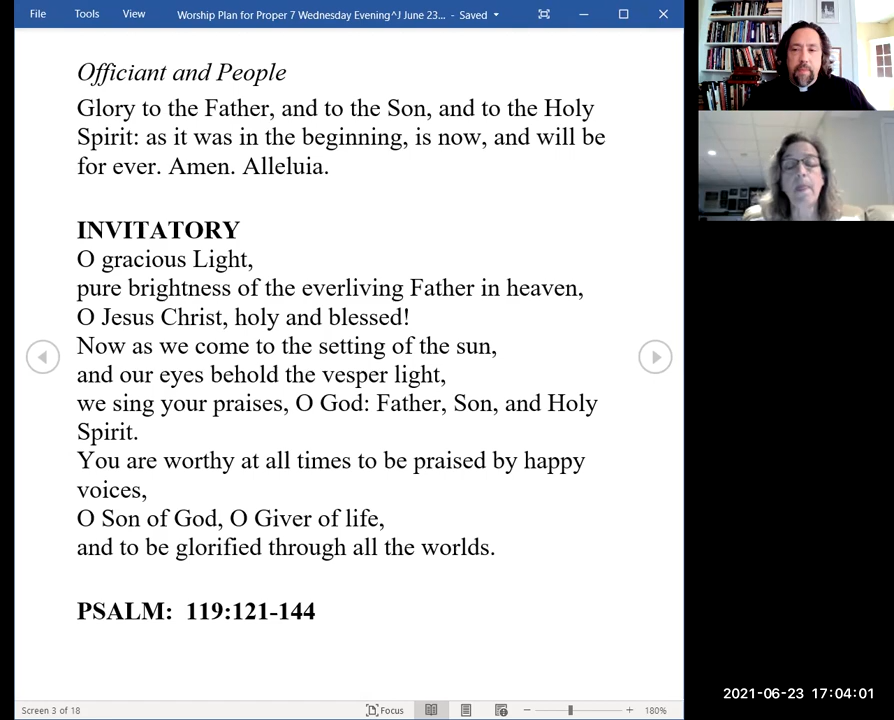 File Tools View Worship Plan for Proper 7 Wednesday Evening^J June 23... - Saved
Officiant and People
Glory to the Father, and to the Son, and to the Holy
Spirit: as it was in the beginning, is now, and will be
for ever. Amen. Alleluia.
INVITATORY
O gracious Light,
pure brightness of the everliving Father in heaven,
O Jesus Christ, holy and blessed!
Now as we come to the setting of the sun,
and our eyes behold the vesper light,
we sing your praises, O God: Father, Son, and Holy
Spirit.
You are worthy at all times to be praised by happy
voices,
O Son of God, O Giver of life,
and to be glorified through all the worlds.
PSALM: 119:121-144
2021-06-23 17:04:01
Screen 3 of 18 Focus 180%